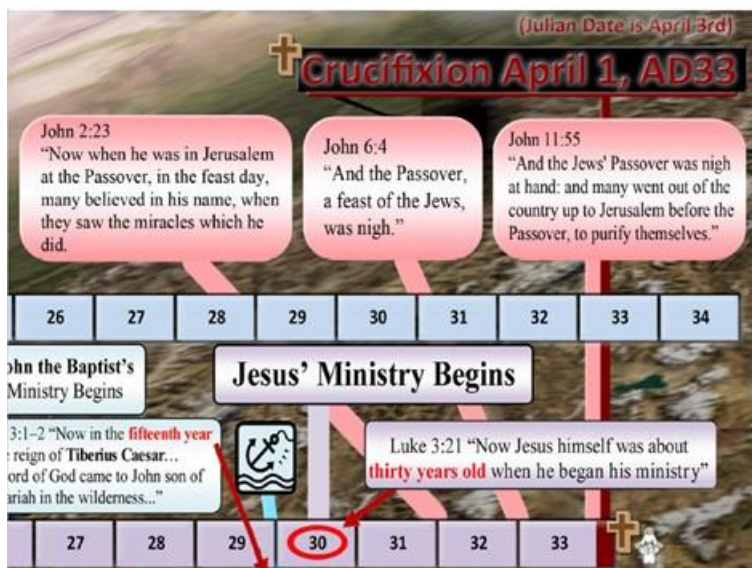 (Julian Date is April 3rd)
Crucifixion April 1, AD33
John 2:23
“Now when he was in Jerusalem
at the Passover, in the feast day,
many believed in his name, when
they saw the miracles which he
did.
John 6:4
“And the Passover,
a feast of the Jews,
was nigh.”
John 11:55
“And the Jews' Passover was nigh
at hand: and many went out of the
country up to Jerusalem before the
Passover, to purify themselves.”
26 27 28 29 30 31 32 33 34
ohn the Baptist’s
Ministry Begins
Jesus’ Ministry Begins
3:1–2 “Now in the fifteenth year
reign of Tiberius Caesar…
ord of God came to John son of
ariah in the wilderness...”
Luke 3:21 “Now Jesus himself was about
thirty years old when he began his ministry”
27 28 29 30 31 32 33